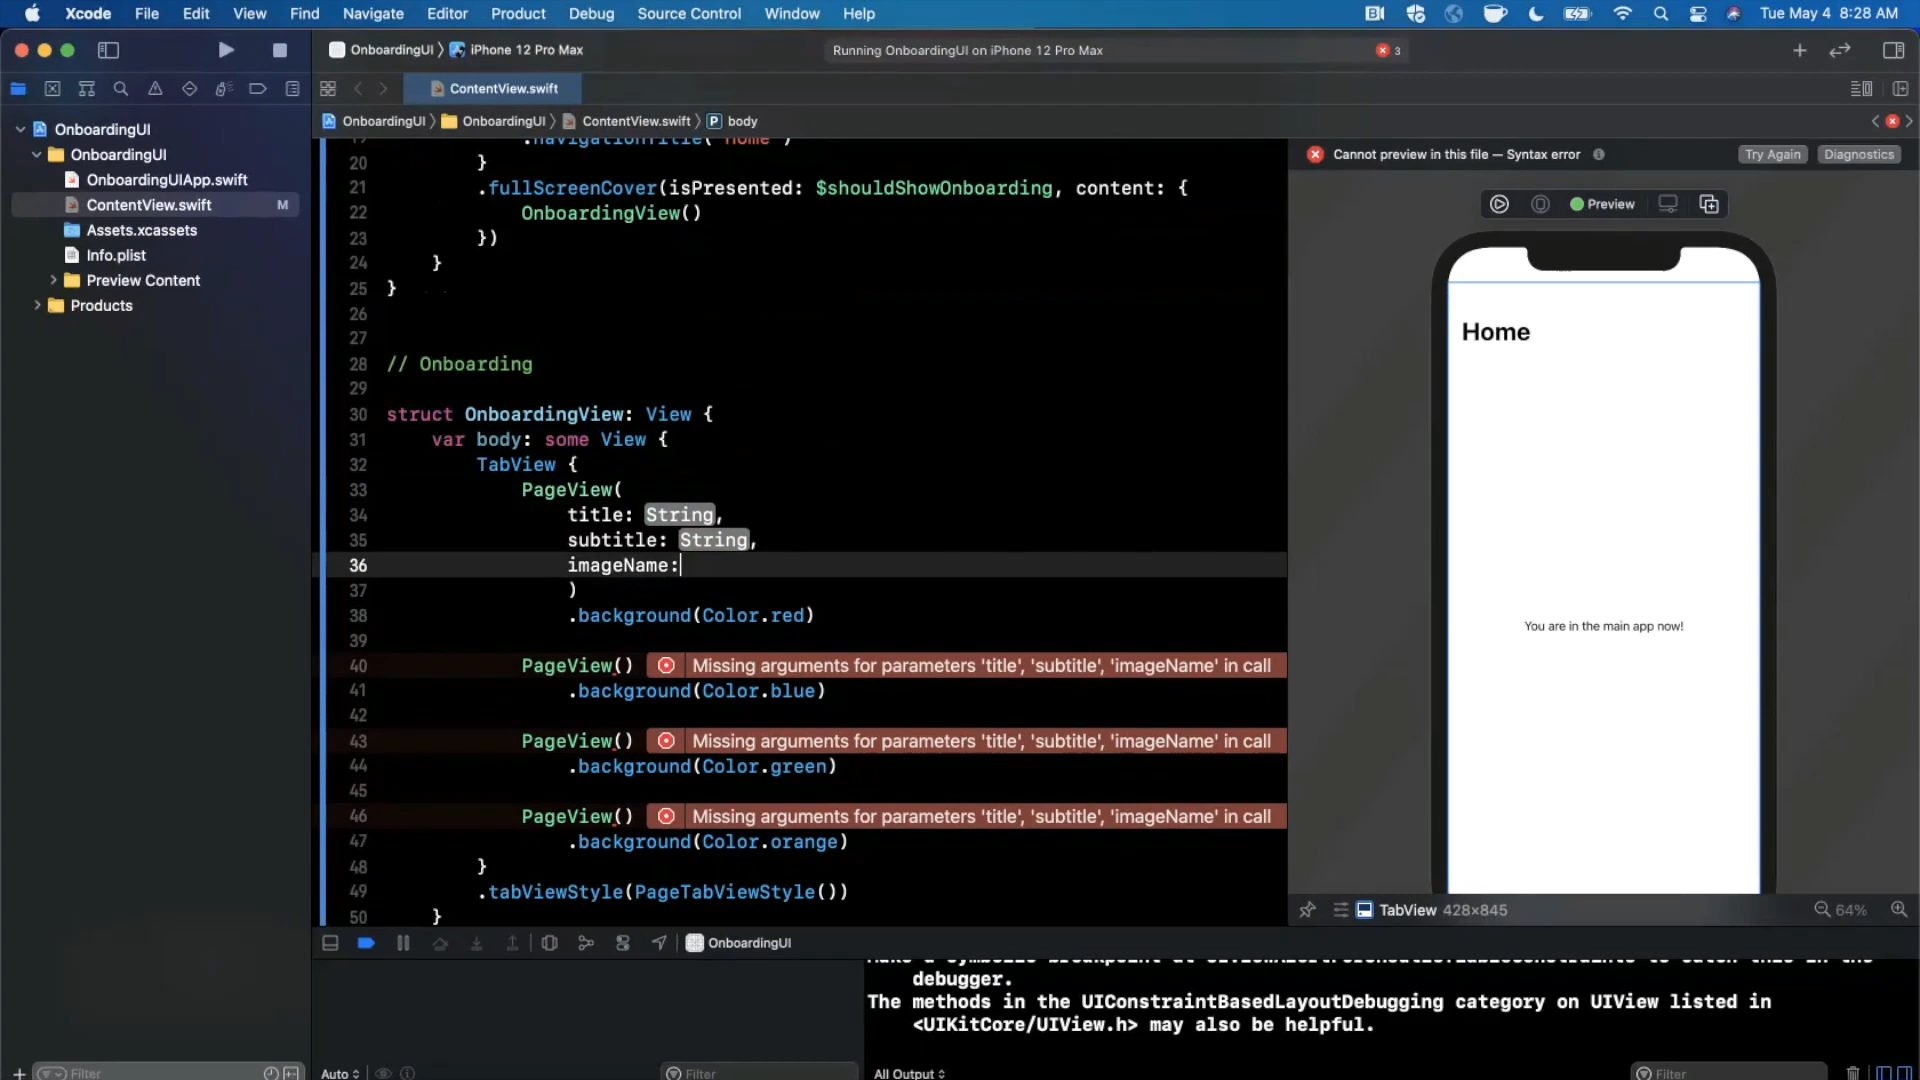 Xcode File Edit View Find Navigate Editor Product Debug Source Control Window Help Tue May 4 8:28 AM
OnboardingUI iPhone 12 Pro Max Running OnboardingUI on iPhone 12 Pro Max 3
ContentView.swift
OnboardingUI OnboardingUI ContentView.swift P body
OnboardingUI
OnboardingUI
OnboardingUIApp.swift
ContentView.swift M
Assets.xcassets
Info.plist
Preview Content
Products
19 .navigationTitle("Home")
20 }
21 .fullScreenCover(isPresented: $shouldShowOnboarding, content: {
22 OnboardingView()
23 })
24 }
25 }
26
27
28 // Onboarding
29
30 struct OnboardingView: View {
31 var body: some View {
32 TabView {
33 PageView(
34 title: String,
35 subtitle: String,
36 imageName:
37 )
38 .background(Color.red)
39
40 PageView() Missing arguments for parameters 'title', 'subtitle', 'imageName' in call
41 .background(Color.blue)
42
43 PageView() Missing arguments for parameters 'title', 'subtitle', 'imageName' in call
44 .background(Color.green)
45
46 PageView() Missing arguments for parameters 'title', 'subtitle', 'imageName' in call
47 .background(Color.orange)
48 }
49 .tabViewStyle(PageTabViewStyle())
50 }
Cannot preview in this file — Syntax error Try Again Diagnostics
Preview
Home
You are in the main app now!
TabView 428×845 64%
OnboardingUI
debugger.
The methods in the UIConstraintBasedLayoutDebugging category on UIView listed in
<UIKitCore/UIView.h> may also be helpful.
Filter Auto Filter All Output Filter